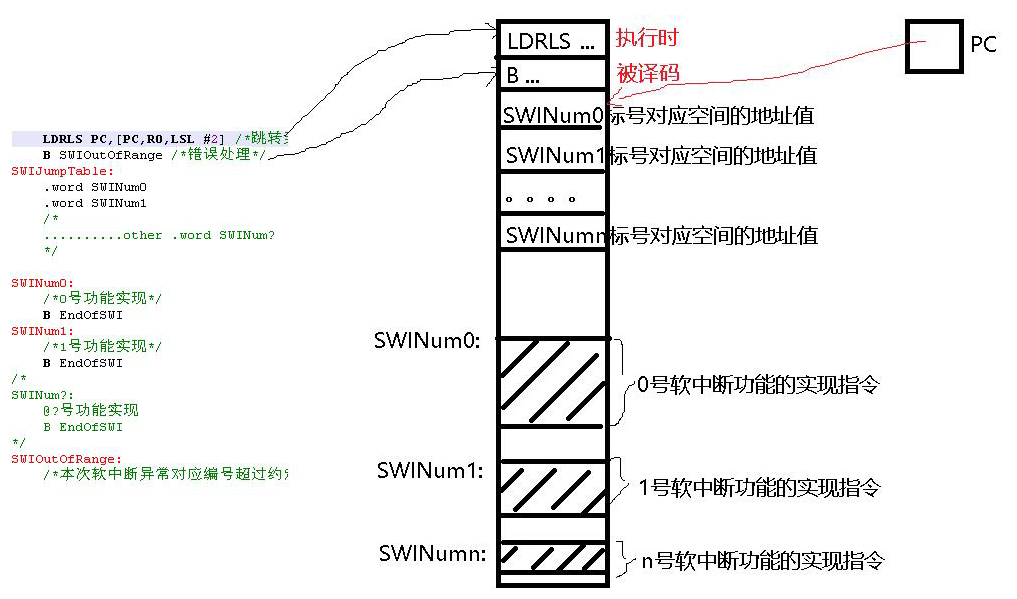 LDRLS PC,[PC,R0,LSL #2] /*跳转
B SWIOutOfRange /*错误处理*/
SWIJumpTable:
.word SWINum0
.word SWINum1
/*
..........other .word SWINum?
*/
SWINum0:
/*0号功能实现*/
B EndOfSWI
SWINum1:
/*1号功能实现*/
B EndOfSWI
/*
SWINum?:
@?号功能实现
B EndOfSWI
*/
SWIOutOfRange:
/*本次软中断异常对应编号超过约
LDRLS ...
执行时
PC
B ...
被译码
SWINum0标号对应空间的地址值
SWINum1标号对应空间的地址值
。。。。
SWINumn标号对应空间的地址值
SWINum0:
0号软中断功能的实现指令
SWINum1:
1号软中断功能的实现指令
SWINumn:
n号软中断功能的实现指令